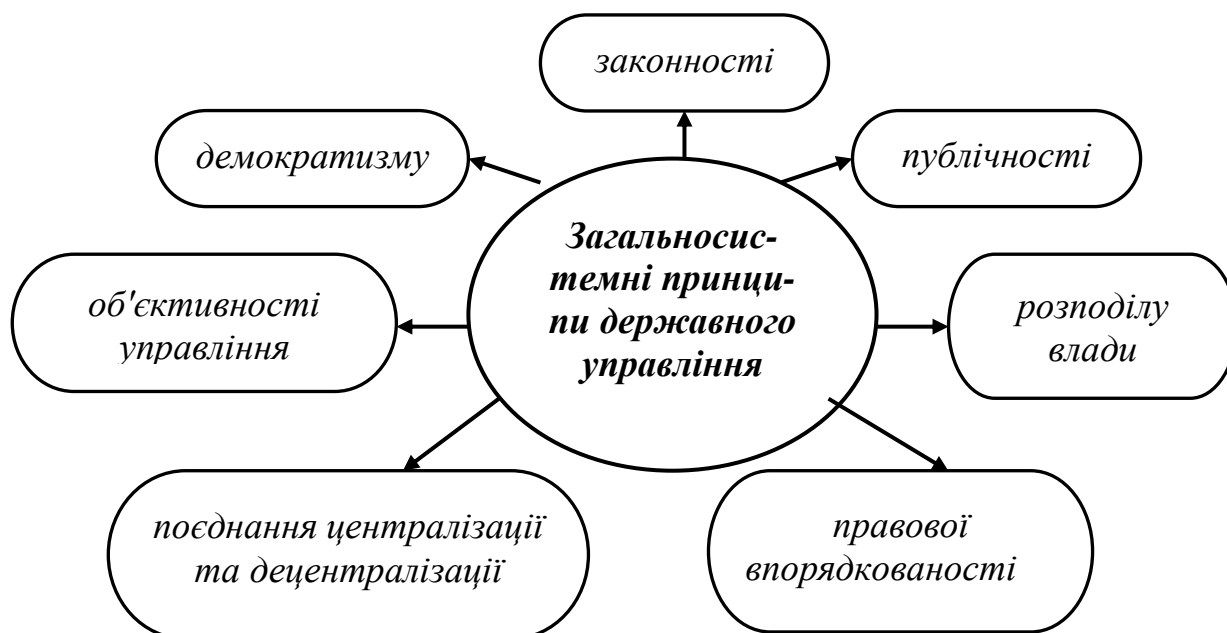 законності
демократизму
публічності
Загальносис-
темні принци-
пи державного
управління
об'єктивності
управління
розподілу
влади
поєднання централізації
та децентралізації
правової
впорядкованості